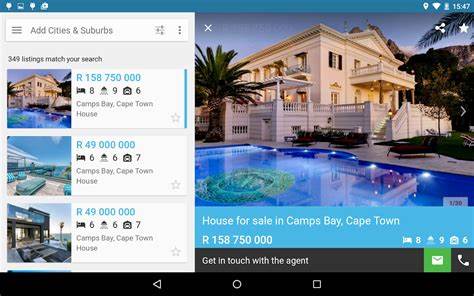 15:47
Add Cities & Suburbs
349 listings match your search
R 158 750 000
8 9 6
Camps Bay, Cape Town
House
R 49 000 000
6 6 6
Camps Bay, Cape Town
House
R 49 000 000
6 6 7
Camps Bay, Cape Town
House
1/30
House for sale in Camps Bay, Cape Town
R 158 750 000
8 9 6
Get in touch with the agent